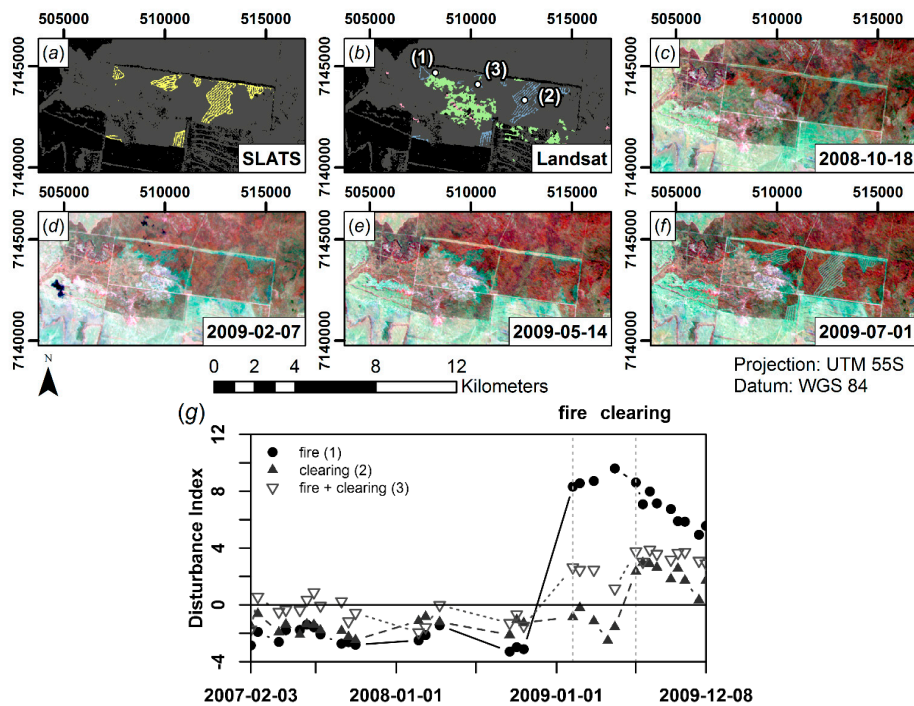 505000 510000 515000 505000 510000 515000 505000 510000 515000
7145000
7140000
(a)
SLATS
(b)
(1)
(3)
(2)
Landsat
(c)
2008-10-18
505000 510000 515000 505000 510000 515000 505000 510000 515000
7145000
7140000
(d)
2009-02-07
(e)
2009-05-14
(f)
2009-07-01
N
0 2 4 8 12
Kilometers
Projection: UTM 55S
Datum: WGS 84
(g)
fire clearing
Disturbance Index
12
8
4
0
-4
fire (1)
clearing (2)
fire + clearing (3)
2007-02-03 2008-01-01 2009-01-01 2009-12-08